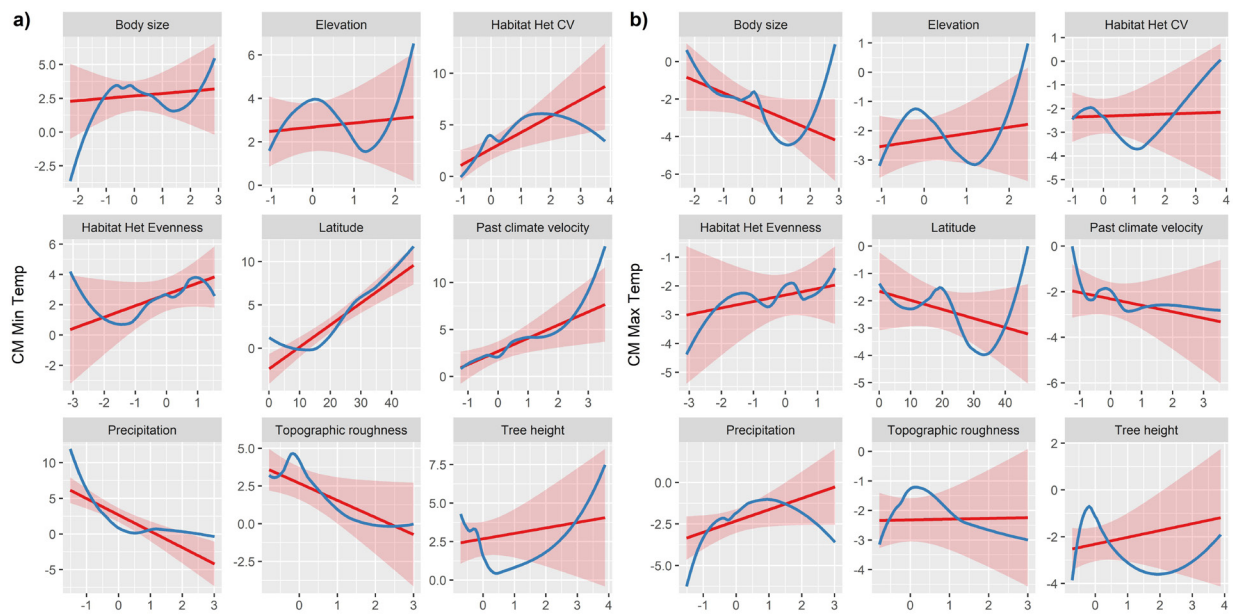 a)
Body size
Elevation
Habitat Het CV
5.0
2.5
0.0
-2.5
-2 -1 0 1 2 3
6
4
2
0
-1 0 1 2
10
5
0
-1 0 1 2 3 4
Habitat Het Evenness
Latitude
Past climate velocity
6
4
2
0
-2
-3 -2 -1 0 1
10
5
0
0 10 20 30 40
15
10
5
0
-1 0 1 2 3
Precipitation
Topographic roughness
Tree height
10
5
0
-5
-1 0 1 2 3
5.0
2.5
0.0
-2.5
0 1 2 3
7.5
5.0
2.5
0.0
0 1 2 3 4
CM Min Temp
b)
Body size
Elevation
Habitat Het CV
0
-2
-4
-6
-2 -1 0 1 2 3
1
0
-1
-2
-3
-1 0 1 2
1
0
-1
-2
-3
-4
-5
-1 0 1 2 3 4
Habitat Het Evenness
Latitude
Past climate velocity
-1
-2
-3
-4
-5
-3 -2 -1 0 1
0
-1
-2
-3
-4
-5
0 10 20 30 40
0
-2
-4
-6
-1 0 1 2 3
Precipitation
Topographic roughness
Tree height
0.0
-2.5
-5.0
-1 0 1 2 3
2
1
0
-1
-2
-3
-4
0 1 2 3
2
0
-2
-4
0 1 2 3 4
CM Max Temp